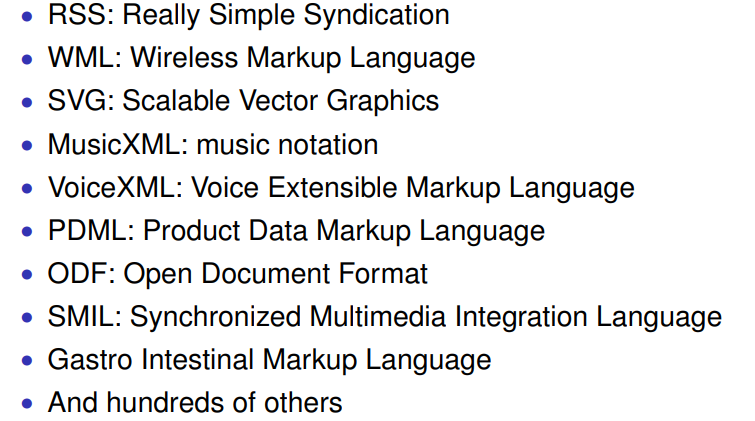 • RSS: Really Simple Syndication
• WML: Wireless Markup Language
• SVG: Scalable Vector Graphics
• MusicXML: music notation
• VoiceXML: Voice Extensible Markup Language
• PDML: Product Data Markup Language
• ODF: Open Document Format
• SMIL: Synchronized Multimedia Integration Language
• Gastro Intestinal Markup Language
• And hundreds of others